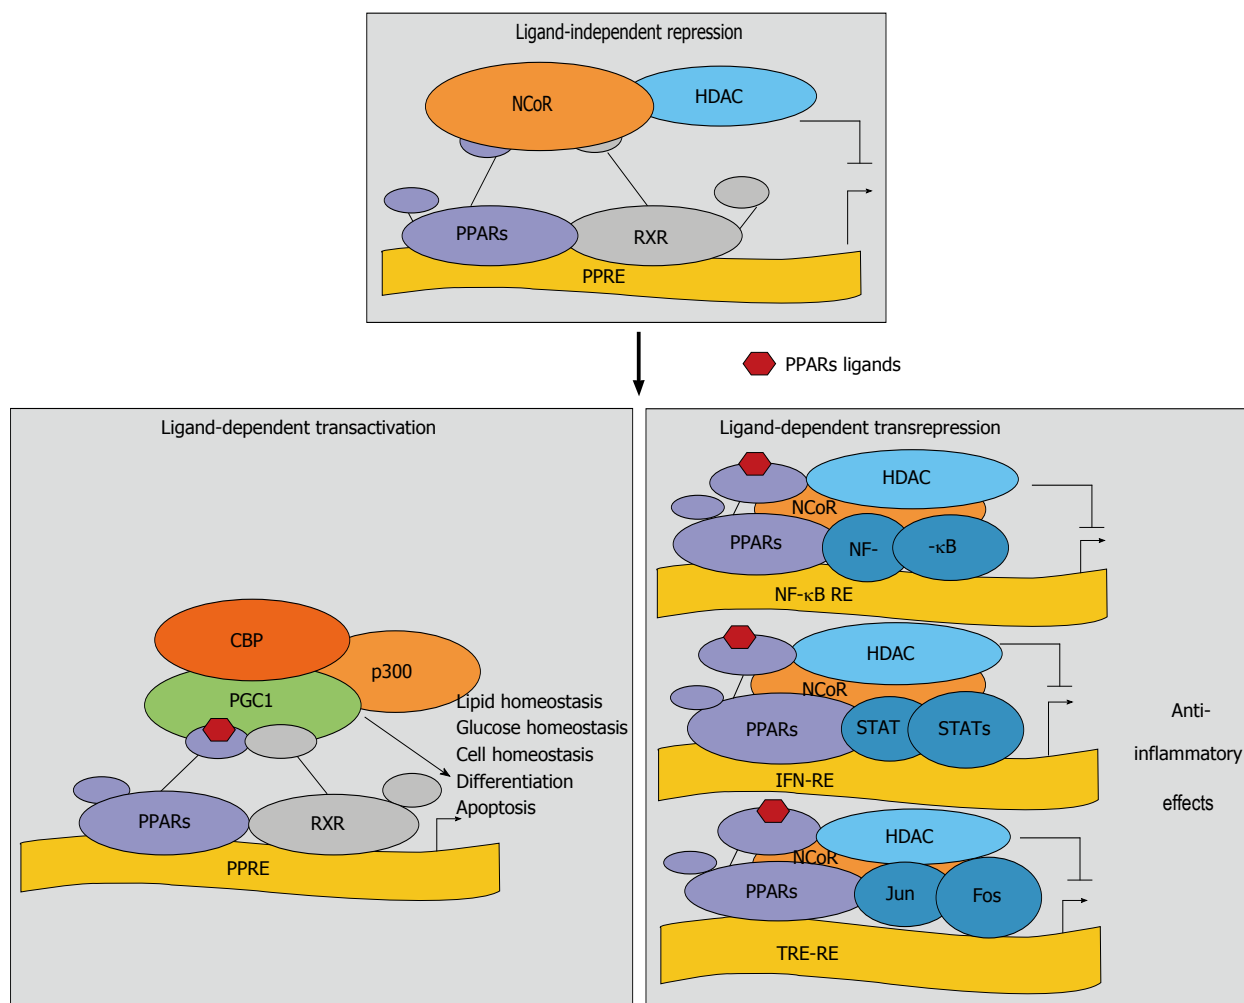 Ligand-independent repression
NCoR
HDAC
PPARs
RXR
PPRE
PPARs ligands
Ligand-dependent transactivation
CBP
p300
PGC1
Lipid homeostasis
Glucose homeostasis
Cell homeostasis
Differentiation
Apoptosis
PPARs
RXR
PPRE
Ligand-dependent transrepression
HDAC
NCoR
PPARs
NF-
-κB
NF-κB RE
HDAC
NCoR
PPARs
STAT
STATs
IFN-RE
HDAC
NCoR
PPARs
Jun
Fos
TRE-RE
Anti-
inflammatory
effects